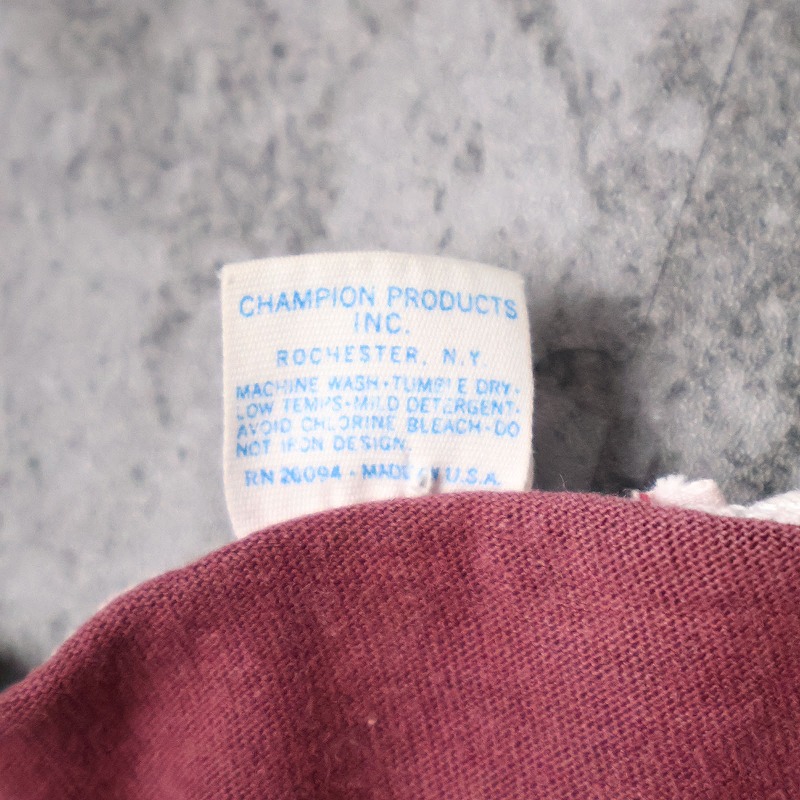 CHAMPION PRODUCTS
INC.
ROCHESTER, N.Y.
MACHINE WASH·TUMBLE DRY·
LOW TEMPS·MILD DETERGENT·
AVOID CHLORINE BLEACH·DO
NOT IRON DESIGN.
RN 26094 · MADE IN U.S.A.